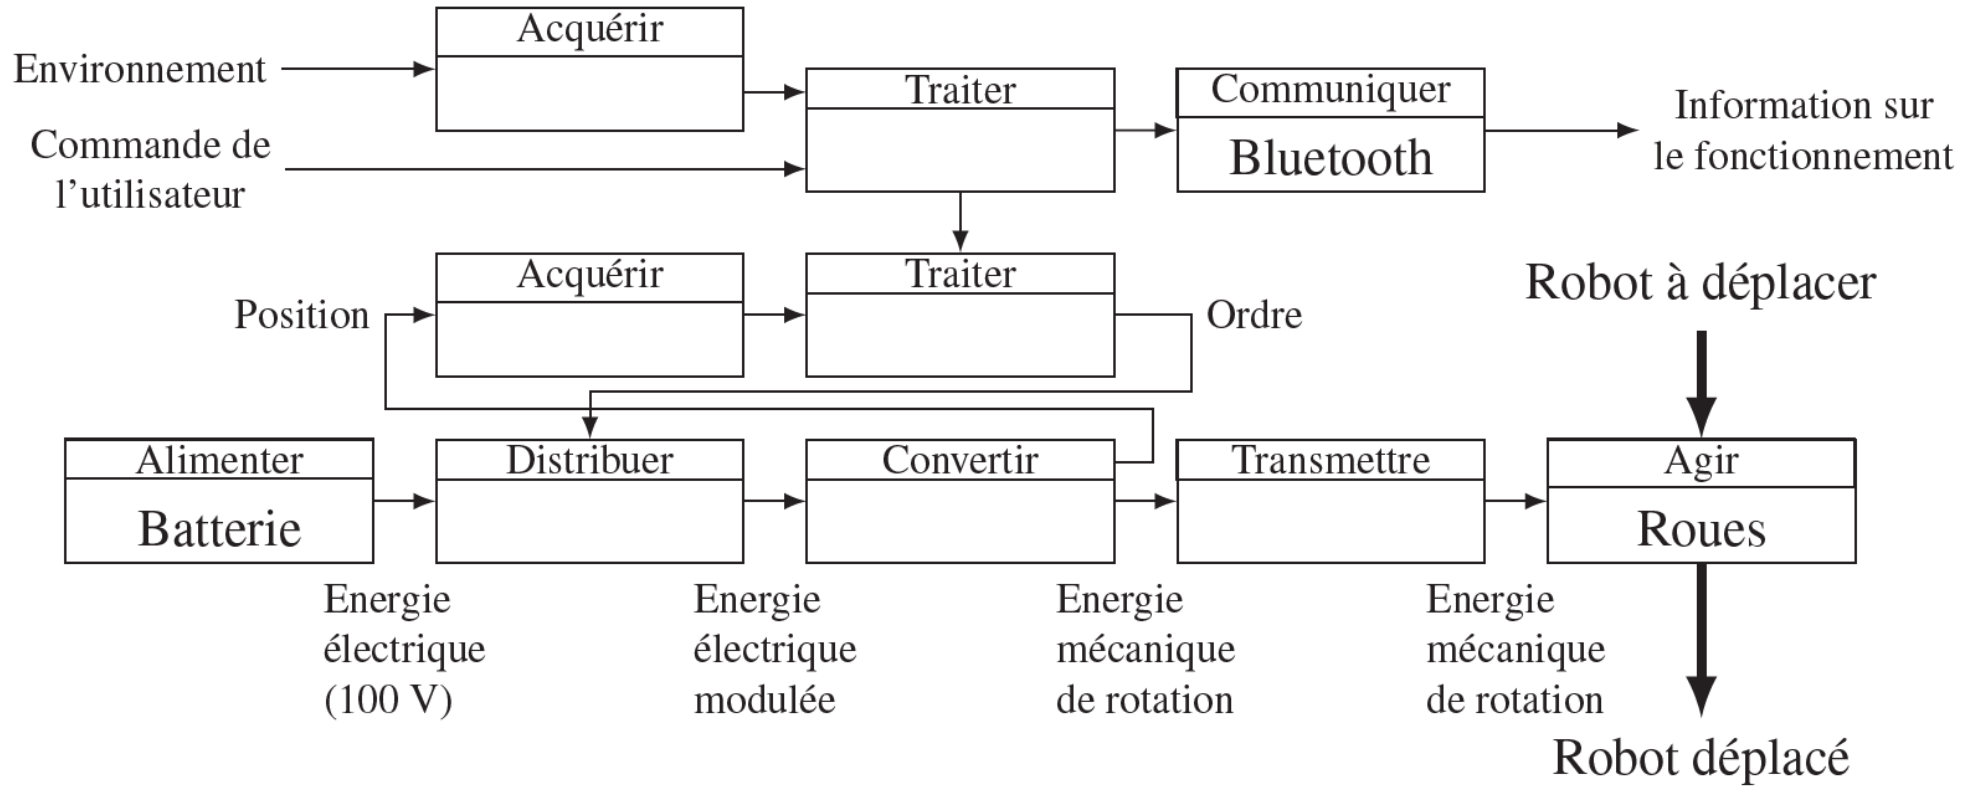 Acquérir
Environnement
Traiter
Communiquer
Bluetooth
Information sur
le fonctionnement
Commande de
l'utilisateur
Acquérir
Traiter
Position
Ordre
Robot à déplacer
Alimenter
Batterie
Distribuer
Convertir
Transmettre
Agir
Roues
Energie
électrique
(100 V)
Energie
électrique
modulée
Energie
mécanique
de rotation
Energie
mécanique
de rotation
Robot déplacé